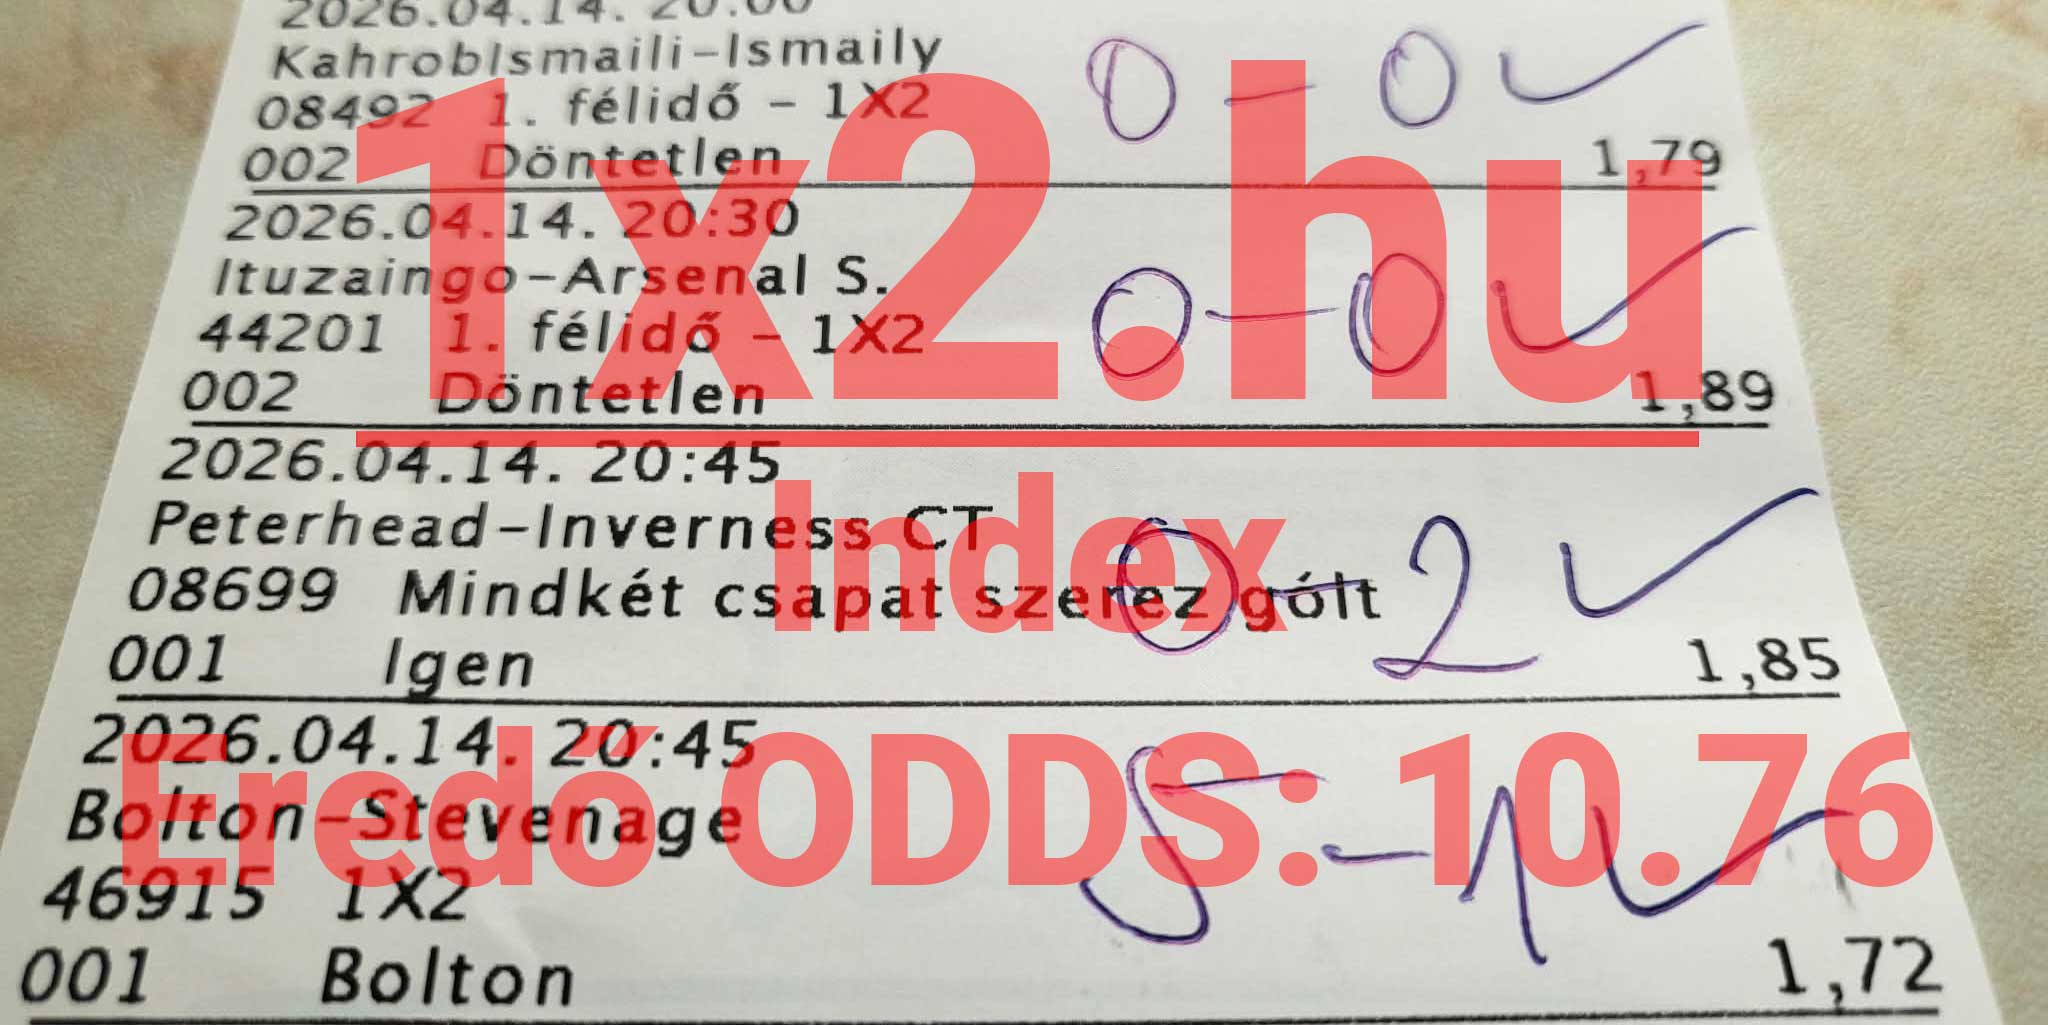 2026.04.14. 20:00
KahrobIsmaili-Ismaily 0 - 0
08492 1. félidő - 1X2
002 Döntetlen 1,79
2026.04.14. 20:30
Ituzaingo-Arsenal S.
44201 1. félidő - 1X2 0 - 0
002 Döntetlen 1,89
1x2.hu
2026.04.14. 20:45
Peterhead-Inverness CT
Index
08699 Mindkét csapat szerez gólt 0 - 2
001 Igen 1,85
2026.04.14. 20:45
Bolton-Stevenage 5 - 1
Eredő ODDS: 10.76
46915 1X2
001 Bolton 1,72